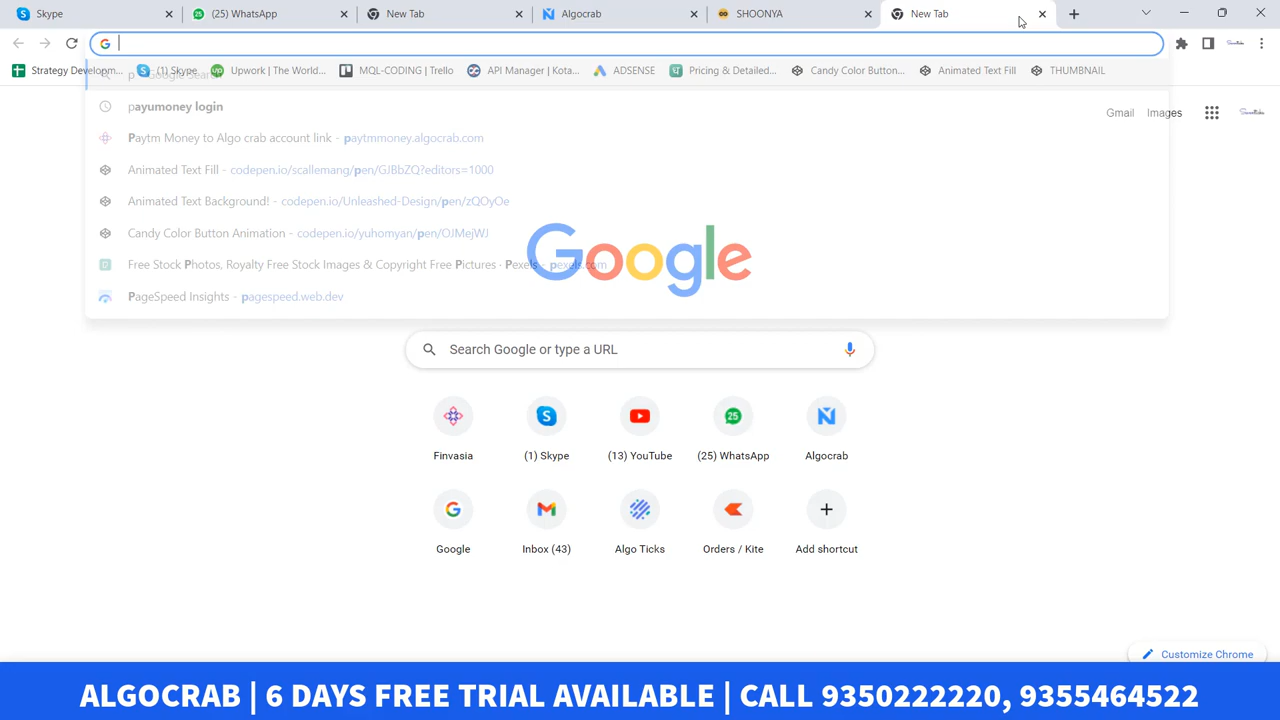 Skype
(25) WhatsApp
New Tab
Algocrab
SHOONYA
New Tab
Strategy Developm...
(1) Skype
Upwork | The World...
MQL-CODING | Trello
API Manager | Kota...
ADSENSE
Pricing & Detailed...
Candy Color Button...
Animated Text Fill
THUMBNAIL
p - Google Search
payumoney login
Paytm Money to Algo crab account link - paytmmoney.algocrab.com
Animated Text Fill - codepen.io/scallemang/pen/GJBbZQ?editors=1000
Animated Text Background! - codepen.io/Unleashed-Design/pen/zQOyOe
Candy Color Button Animation - codepen.io/yuhomyan/pen/OJMejWJ
Free Stock Photos, Royalty Free Stock Images & Copyright Free Pictures · Pexels - pexels.com
PageSpeed Insights - pagespeed.web.dev
Gmail
Images
Google
Search Google or type a URL
25
Finvasia
(1) Skype
(13) YouTube
(25) WhatsApp
Algocrab
Google
Inbox (43)
Algo Ticks
Orders / Kite
Add shortcut
Customize Chrome
ALGOCRAB | 6 DAYS FREE TRIAL AVAILABLE | CALL 9350222220, 9355464522